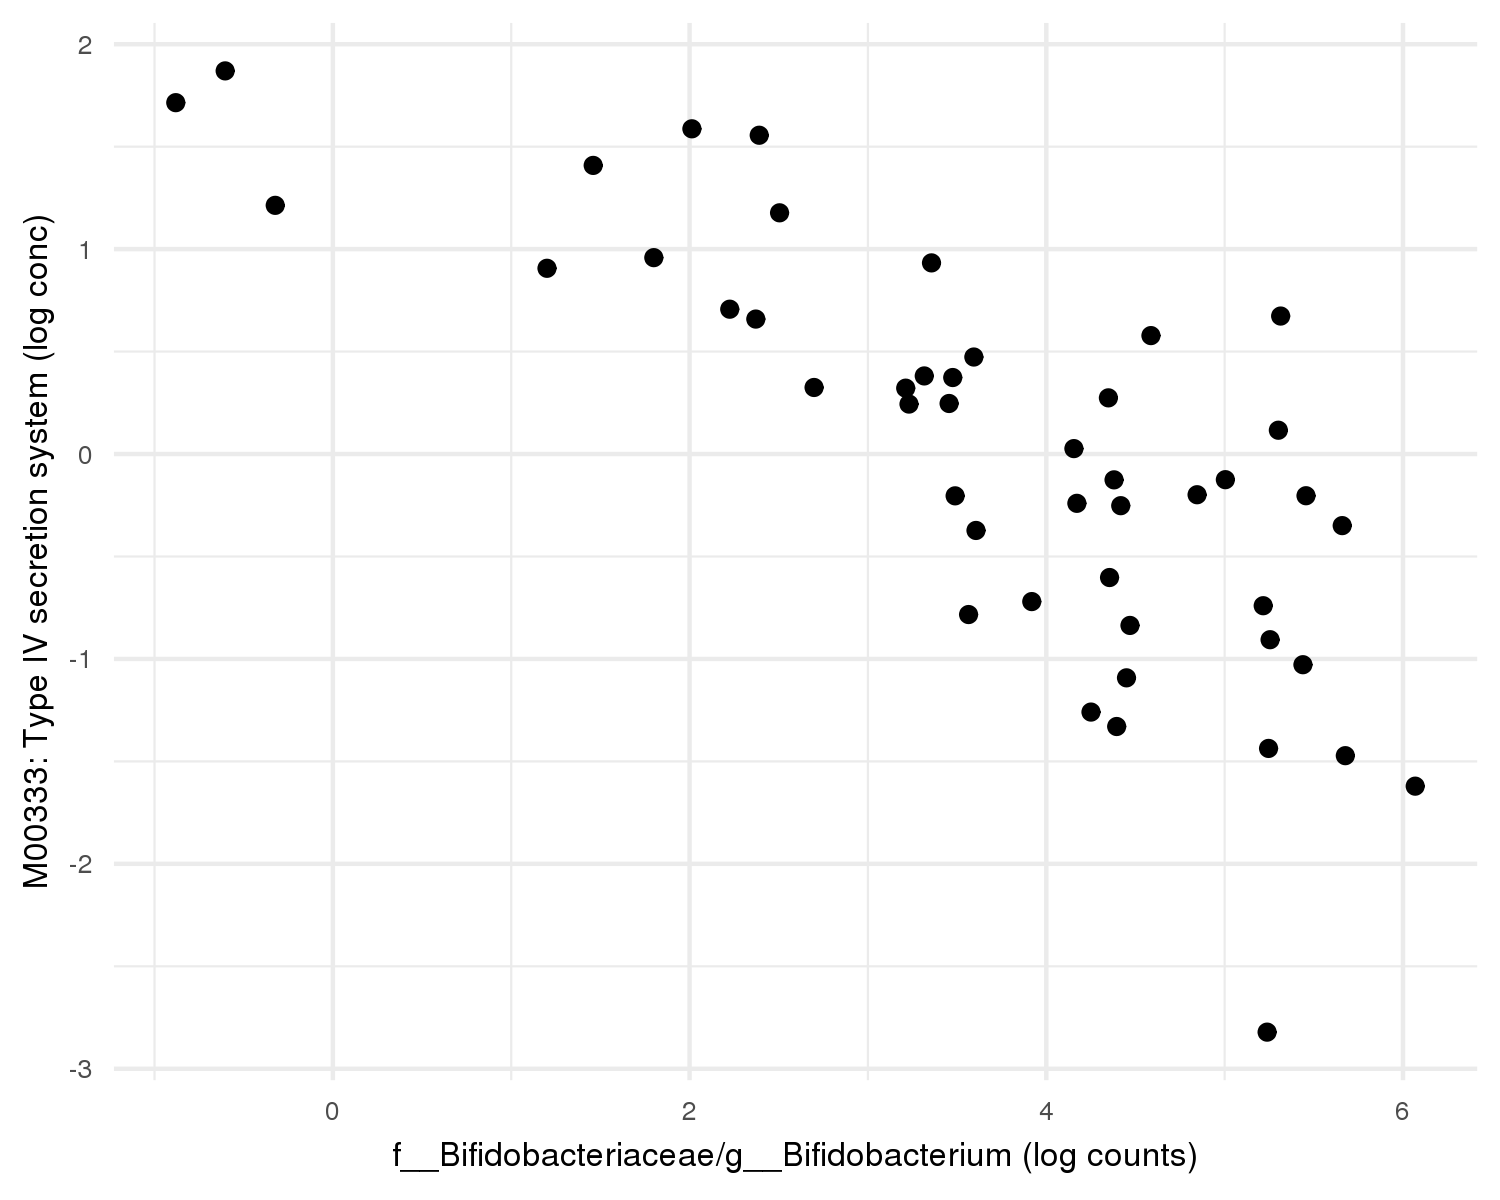 M00333: Type IV secretion system (log conc)
2
1
0
-1
-2
-3
0 2 4 6
f__Bifidobacteriaceae/g__Bifidobacterium (log counts)